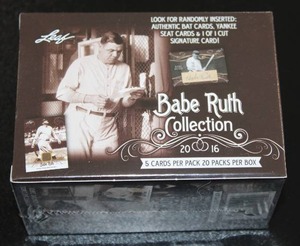 Leaf
LOOK FOR RANDOMLY INSERTED:
AUTHENTIC BAT CARDS, YANKEE
SEAT CARDS & 1 OF 1 CUT
SIGNATURE CARD!
Babe Ruth
Collection
2016
5 CARDS PER PACK 20 PACKS PER BOX